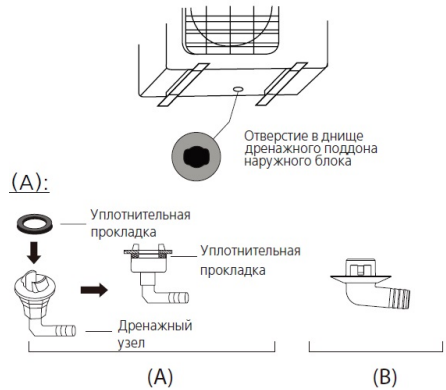 Отверстие в днище
дренажного поддона
наружного блока
(A):
Уплотнительная
прокладка
Уплотнительная
прокладка
Дренажный
узел
(A)
(B)